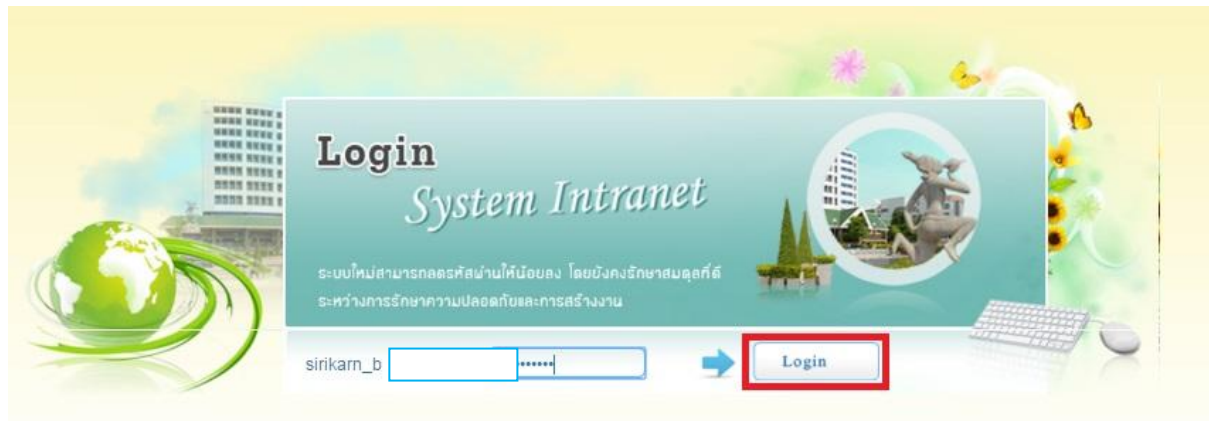 Login
System Intranet
ระบบใหม่สามารถลดรหัสผ่านให้น้อยลง โดยยังคงรักษาสมดุลที่ดี
ระหว่างการรักษาความปลอดภัยและการสร้างงาน
sirikarn_b
Login